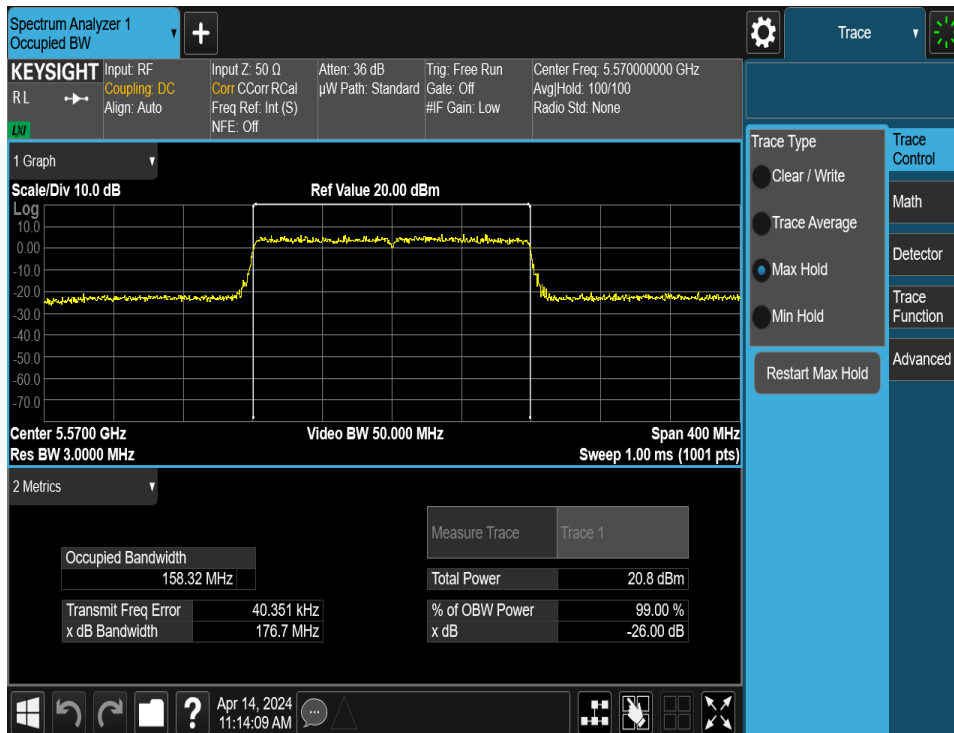 Spectrum Analyzer 1
Occupied BW
+
Trace
KEYSIGHT
R L
LXI
Input: RF
Coupling: DC
Align: Auto
Input Z: 50 Ω
Corr CCorr RCal
Freq Ref: Int (S)
NFE: Off
Atten: 36 dB
µW Path: Standard
Trig: Free Run
Gate: Off
#IF Gain: Low
Center Freq: 5.570000000 GHz
Avg|Hold: 100/100
Radio Std: None
1 Graph
Scale/Div 10.0 dB
Ref Value 20.00 dBm
Log
10.0
0.00
-10.0
-20.0
-30.0
-40.0
-50.0
-60.0
-70.0
Center 5.5700 GHz
Video BW 50.000 MHz
Span 400 MHz
Res BW 3.0000 MHz
Sweep 1.00 ms (1001 pts)
2 Metrics
Measure Trace
Trace 1
Occupied Bandwidth
158.32 MHz
Total Power
20.8 dBm
Transmit Freq Error
40.351 kHz
% of OBW Power
99.00 %
x dB Bandwidth
176.7 MHz
x dB
-26.00 dB
Trace Type
Clear / Write
Trace Average
Max Hold
Min Hold
Restart Max Hold
Trace
Control
Math
Detector
Trace
Function
Advanced
?
Apr 14, 2024
11:14:09 AM